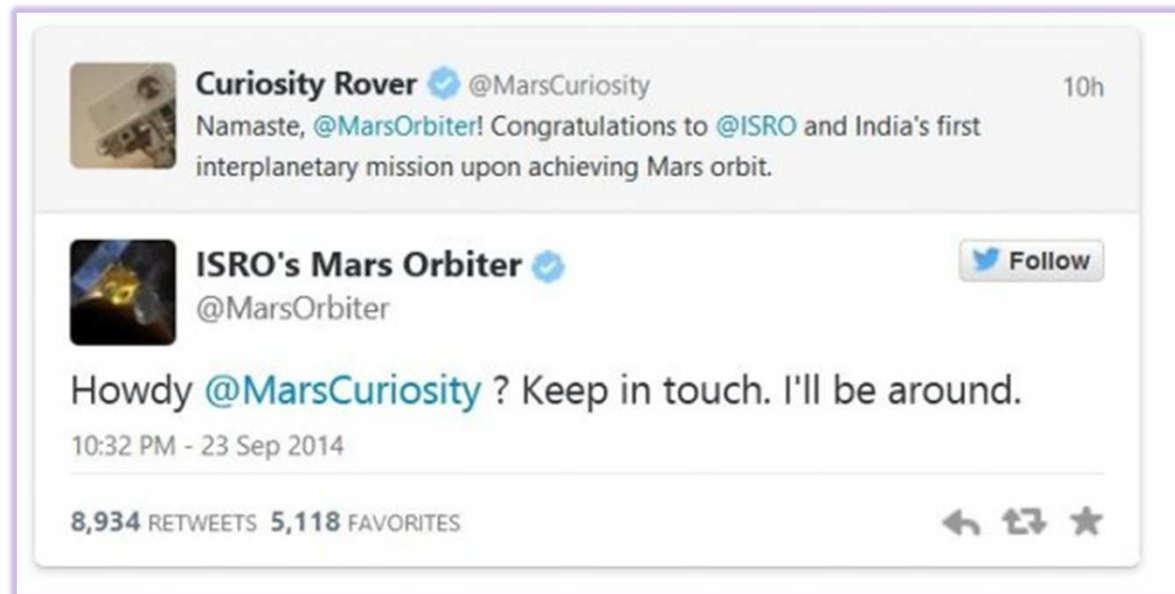 Curiosity Rover @MarsCuriosity 10h
Namaste, @MarsOrbiter! Congratulations to @ISRO and India's first
interplanetary mission upon achieving Mars orbit.
ISRO's Mars Orbiter Follow
@MarsOrbiter
Howdy @MarsCuriosity ? Keep in touch. I'll be around.
10:32 PM - 23 Sep 2014
8,934 RETWEETS 5,118 FAVORITES